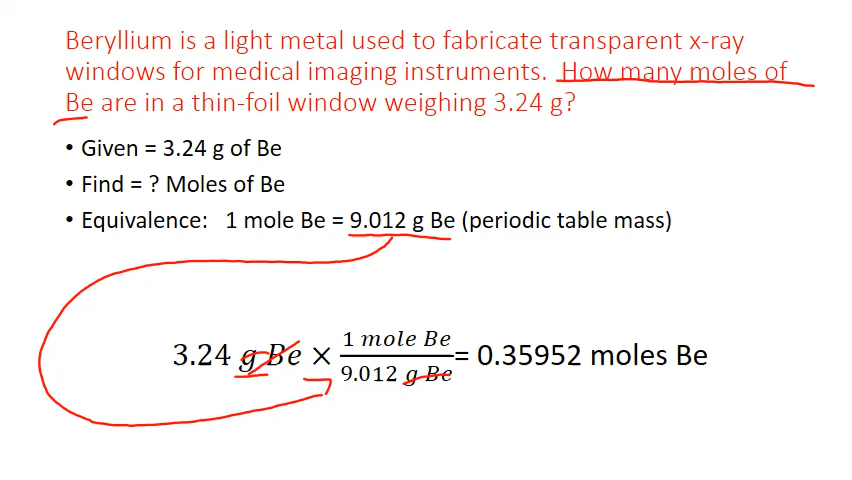 Beryllium is a light metal used to fabricate transparent x-ray
windows for medical imaging instruments. How many moles of
Be are in a thin-foil window weighing 3.24 g?
• Given = 3.24 g of Be
• Find = ? Moles of Be
• Equivalence: 1 mole Be = 9.012 g Be (periodic table mass)
1 mole Be
3.24 g Be × = 0.35952 moles Be
9.012 g Be